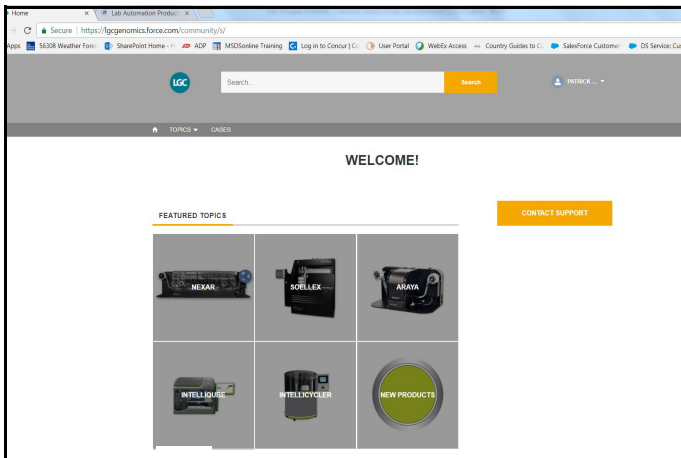 Home × Lab Automation Product ×
Secure | https://lgcgenomics.force.com/community/s/
Apps 56308 Weather Fore SharePoint Home - H ADP MSDSonline Training Log in to Concur | Co User Portal WebEx Access Country Guides to Cu SalesForce Customer DS Service: Cu
LGC Search... Search PATRICK ...
TOPICS CASES
WELCOME!
FEATURED TOPICS
CONTACT SUPPORT
NEXAR SOELLEX ARAYA
INTELLIQUBE INTELLICYCLER NEW PRODUCTS